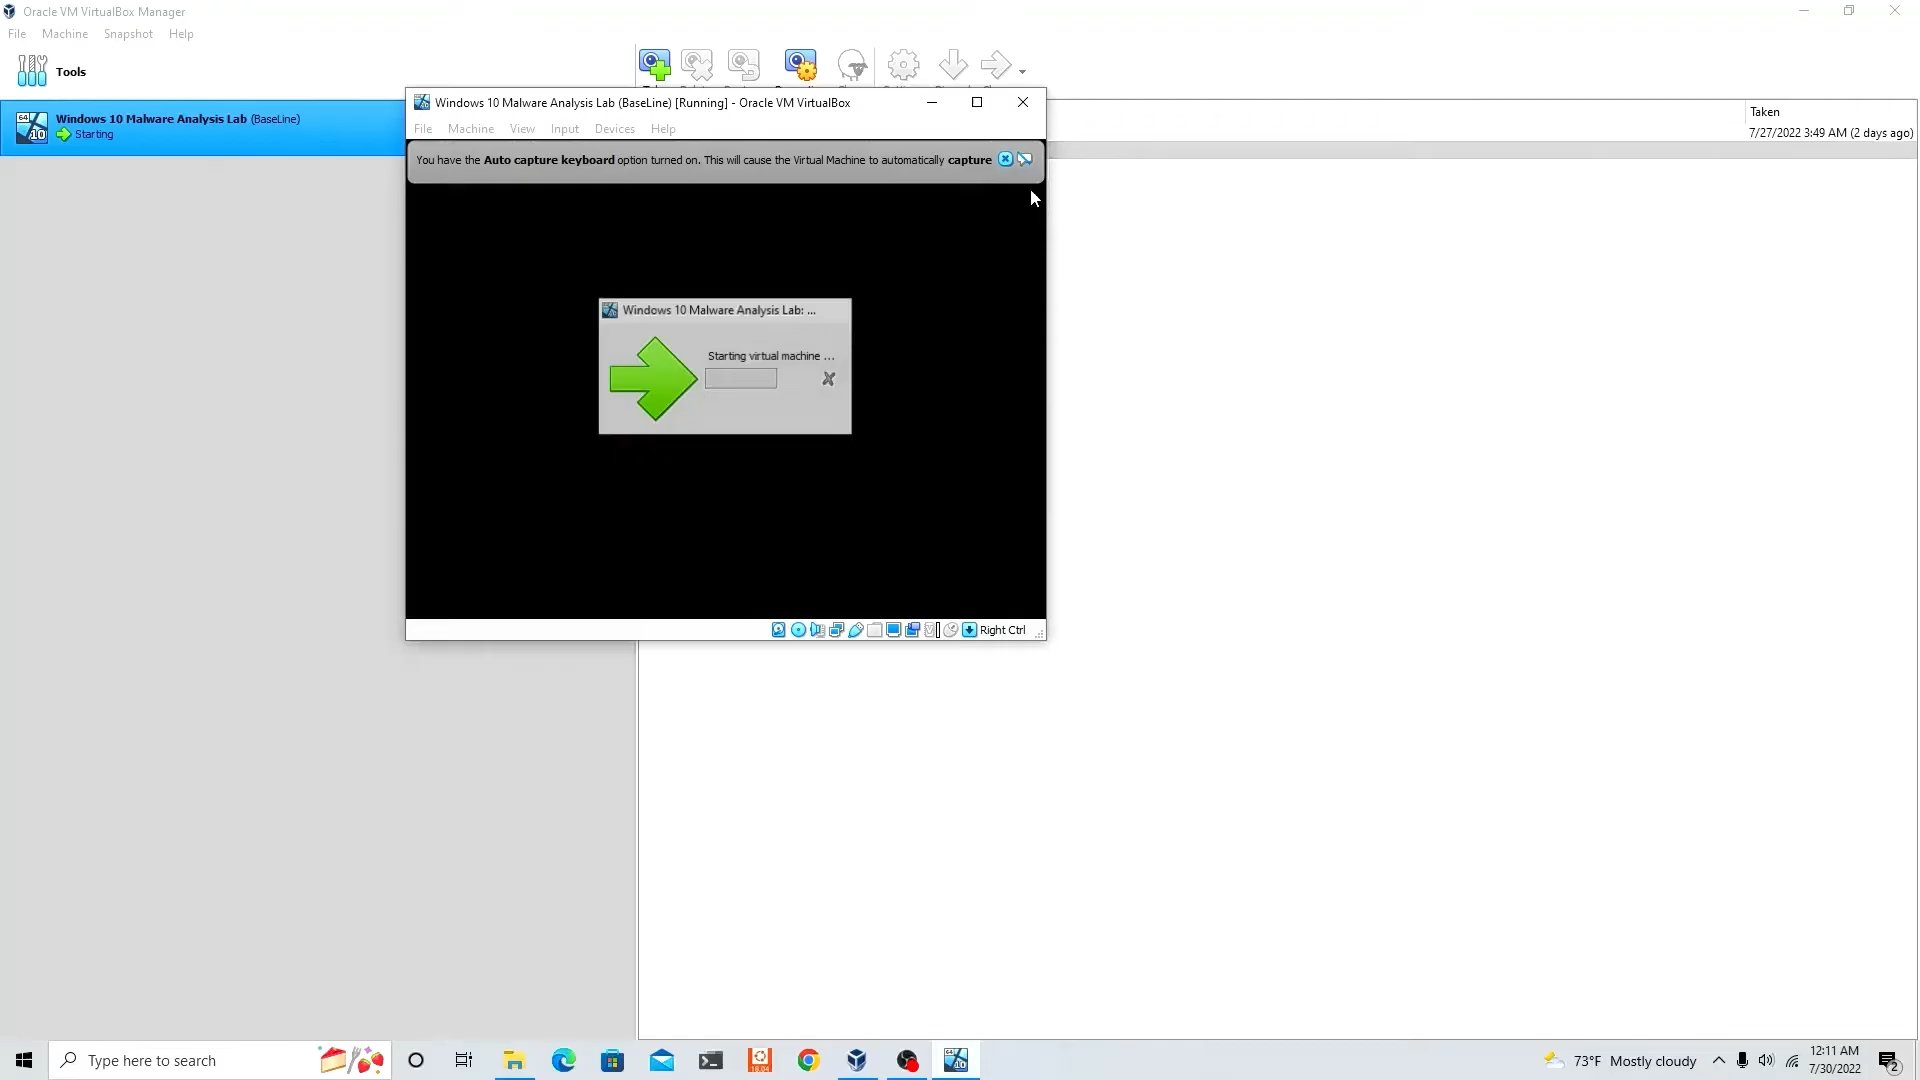 Oracle VM VirtualBox Manager
File Machine Snapshot Help
Tools
Windows 10 Malware Analysis Lab (BaseLine)
Starting
Taken
7/27/2022 3:49 AM (2 days ago)
Windows 10 Malware Analysis Lab (BaseLine) [Running] - Oracle VM VirtualBox
File Machine View Input Devices Help
You have the Auto capture keyboard option turned on. This will cause the Virtual Machine to automatically capture
Windows 10 Malware Analysis Lab: ...
Starting virtual machine ...
Right Ctrl
Type here to search
18.04
73°F Mostly cloudy
12:11 AM
7/30/2022
2